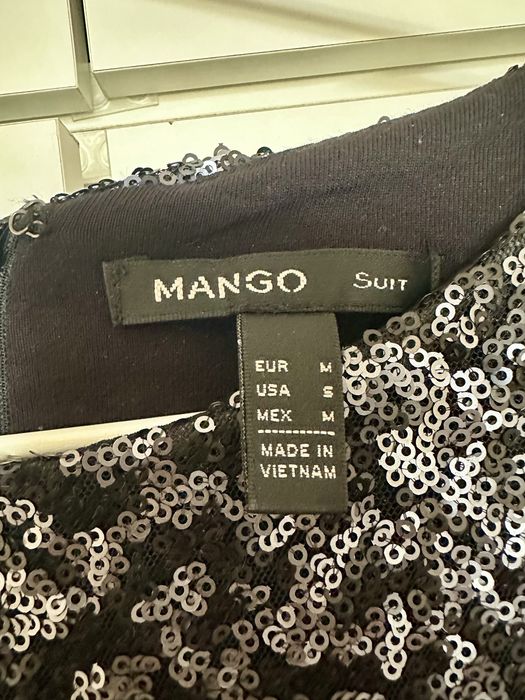 MANGO Suit
EUR M
USA S
MEX M
MADE IN
VIETNAM